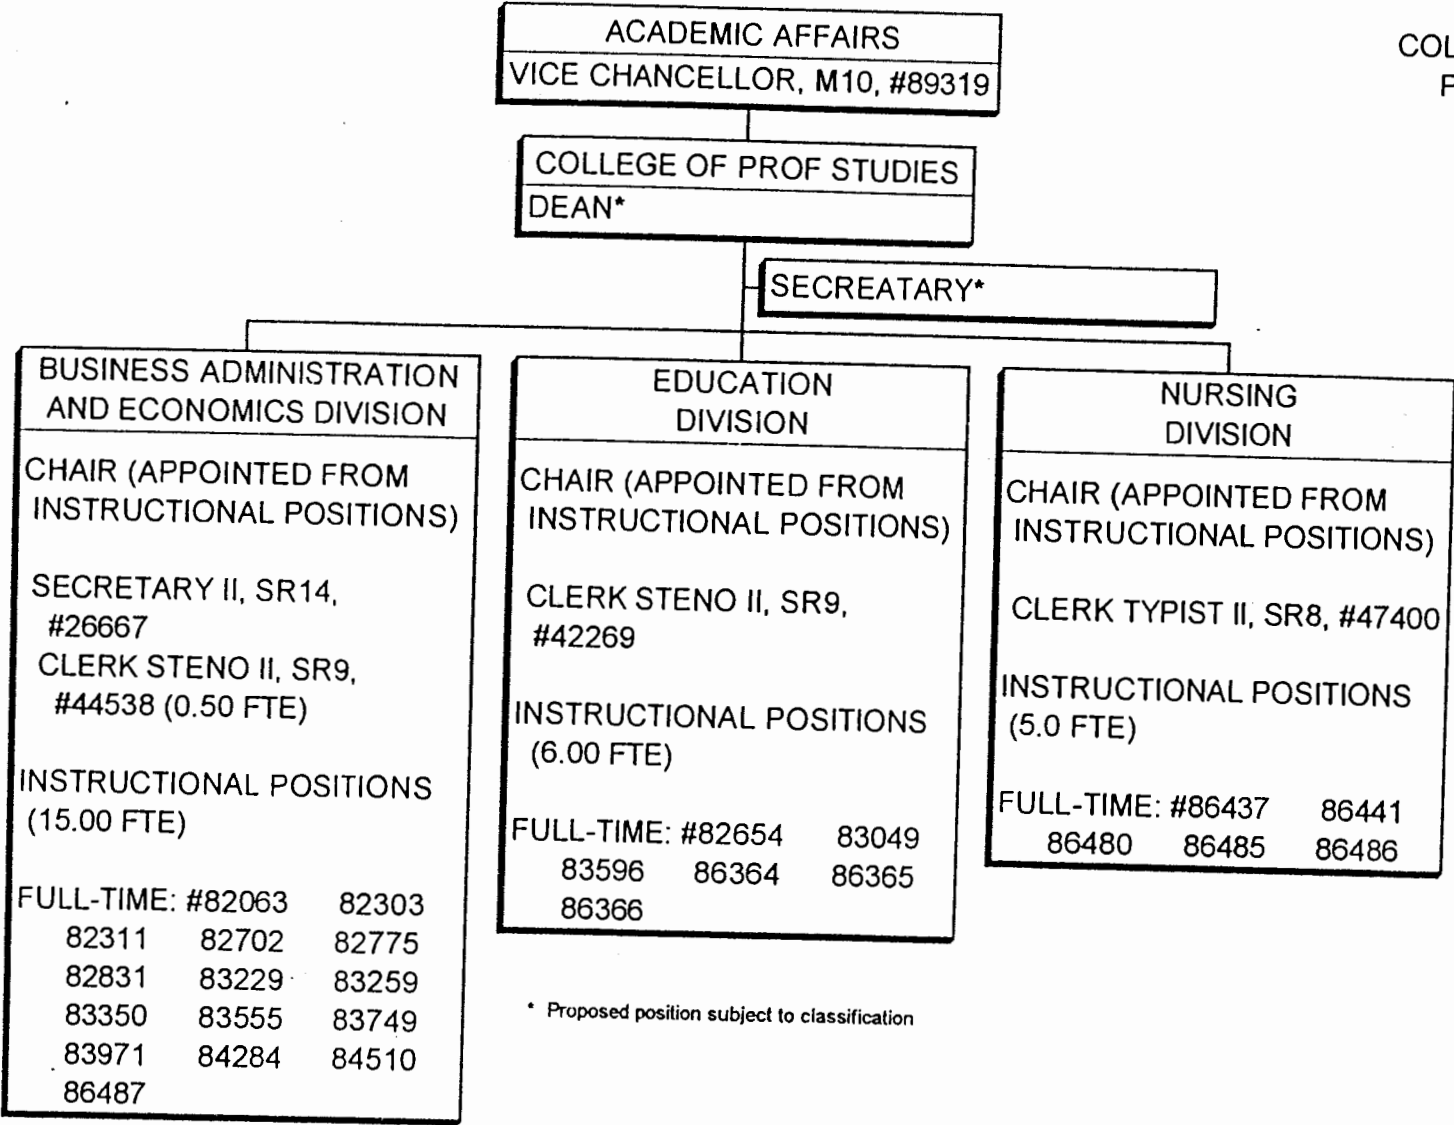 ACADEMIC AFFAIRS
VICE CHANCELLOR, M10, #89319
COL
P
COLLEGE OF PROF STUDIES
DEAN*
SECREATARY*
BUSINESS ADMINISTRATION
AND ECONOMICS DIVISION
CHAIR (APPOINTED FROM
INSTRUCTIONAL POSITIONS)
SECRETARY II, SR14,
#26667
CLERK STENO II, SR9,
#44538 (0.50 FTE)
INSTRUCTIONAL POSITIONS
(15.00 FTE)
FULL-TIME: #82063 82303
82311 82702 82775
82831 83229 83259
83350 83555 83749
83971 84284 84510
86487
EDUCATION
DIVISION
CHAIR (APPOINTED FROM
INSTRUCTIONAL POSITIONS)
CLERK STENO II, SR9,
#42269
INSTRUCTIONAL POSITIONS
(6.00 FTE)
FULL-TIME: #82654 83049
83596 86364 86365
86366
NURSING
DIVISION
CHAIR (APPOINTED FROM
INSTRUCTIONAL POSITIONS)
CLERK TYPIST II, SR8, #47400
INSTRUCTIONAL POSITIONS
(5.0 FTE)
FULL-TIME: #86437 86441
86480 86485 86486
* Proposed position subject to classification